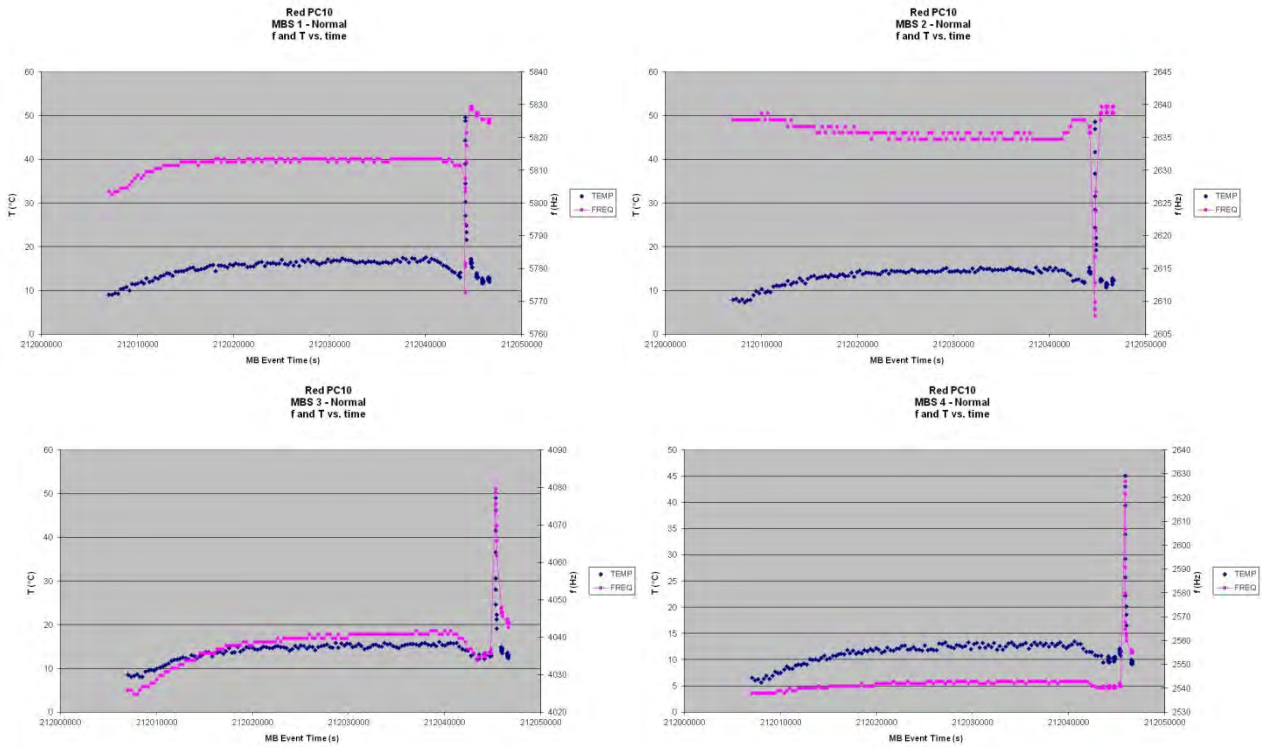 Red PC10
MBS 1 - Normal
f and T vs. time
60
50
40
30
20
10
0
T (°C)
5840
5830
5820
5810
5800
5790
5780
5770
5760
f (Hz)
TEMP
FREQ
212000000 212010000 212020000 212030000 212040000 212050000
MB Event Time (s)
Red PC10
MBS 2 - Normal
f and T vs. time
60
50
40
30
20
10
0
T (°C)
2645
2640
2635
2630
2625
2620
2615
2610
2605
f (Hz)
TEMP
FREQ
212000000 212010000 212020000 212030000 212040000 212050000
MB Event Time (s)
Red PC10
MBS 3 - Normal
f and T vs. time
60
50
40
30
20
10
0
T (°C)
4090
4080
4070
4060
4050
4040
4030
4020
f (Hz)
TEMP
FREQ
212000000 212010000 212020000 212030000 212040000 212050000
MB Event Time (s)
Red PC10
MBS 4 - Normal
f and T vs. time
50
45
40
35
30
25
20
15
10
5
0
T (°C)
2640
2630
2620
2610
2600
2590
2580
2570
2560
2550
2540
2530
f (Hz)
TEMP
FREQ
212000000 212010000 212020000 212030000 212040000 212050000
MB Event Time (s)